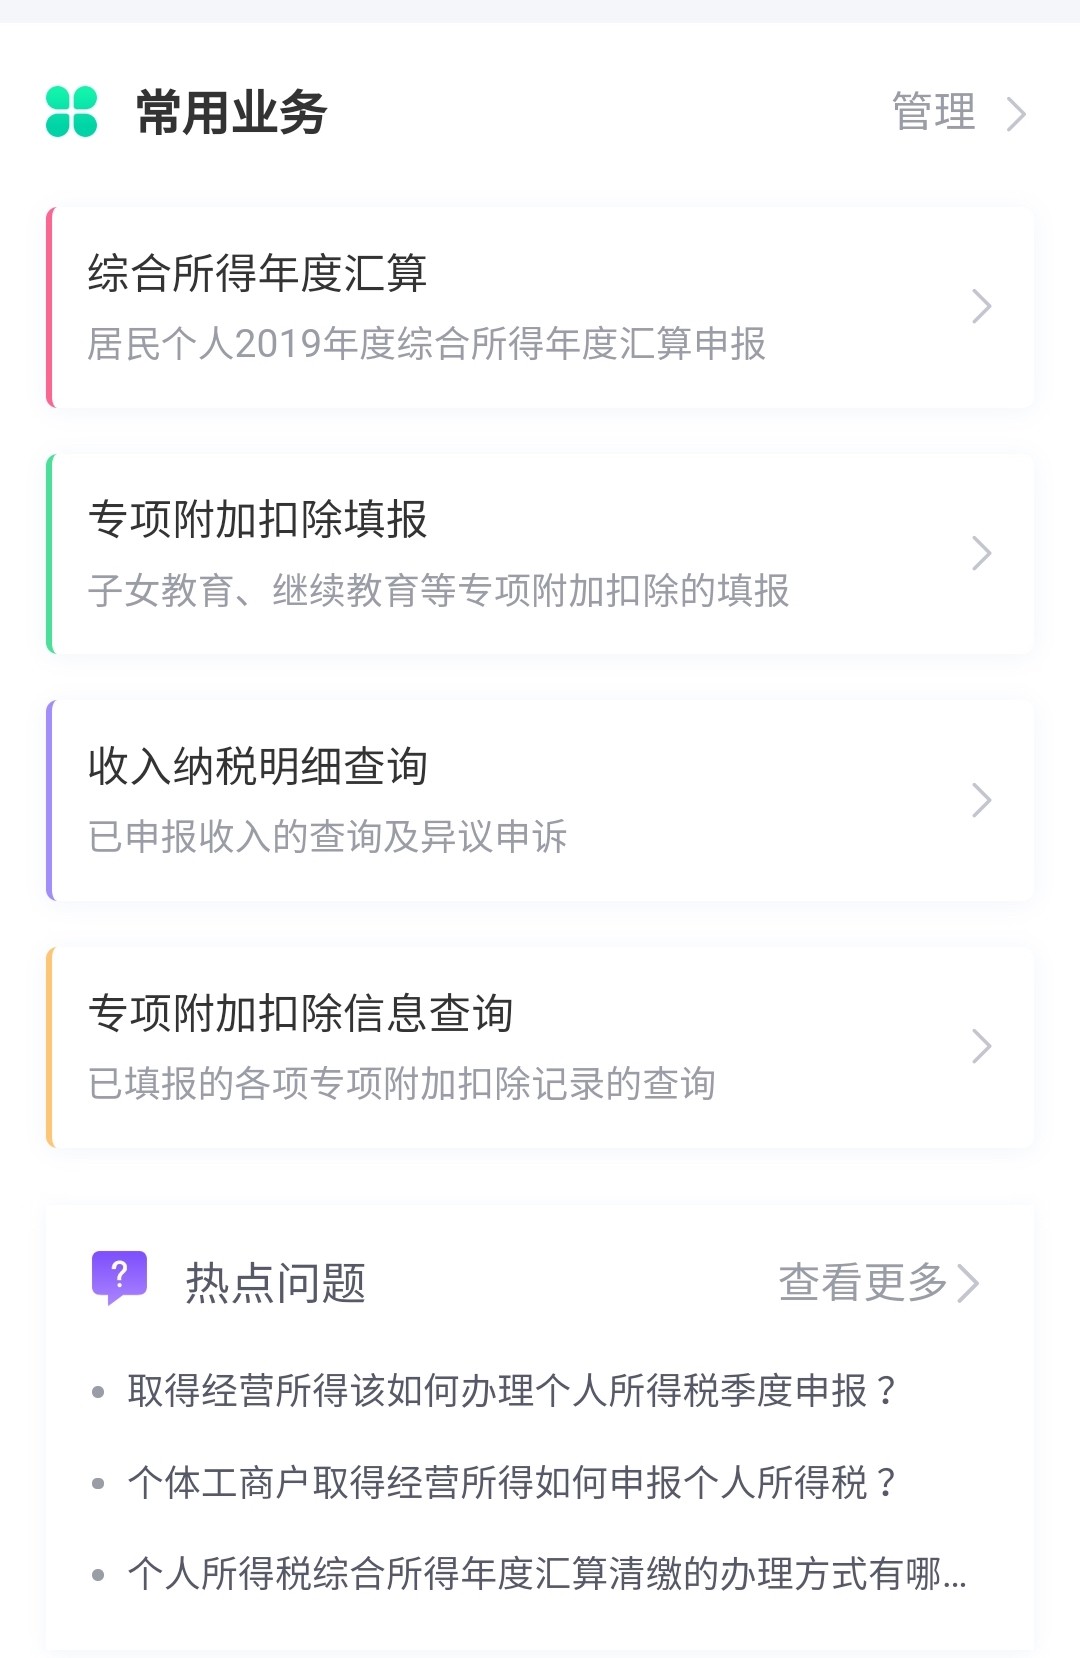 常用业务
管理
综合所得年度汇算
居民个人2019年度综合所得年度汇算申报
专项附加扣除填报
子女教育、继续教育等专项附加扣除的填报
收入纳税明细查询
已申报收入的查询及异议申诉
专项附加扣除信息查询
已填报的各项专项附加扣除记录的查询
?
热点问题
查看更多
取得经营所得该如何办理个人所得税季度申报？
个体工商户取得经营所得如何申报个人所得税？
个人所得税综合所得年度汇算清缴的办理方式有哪...